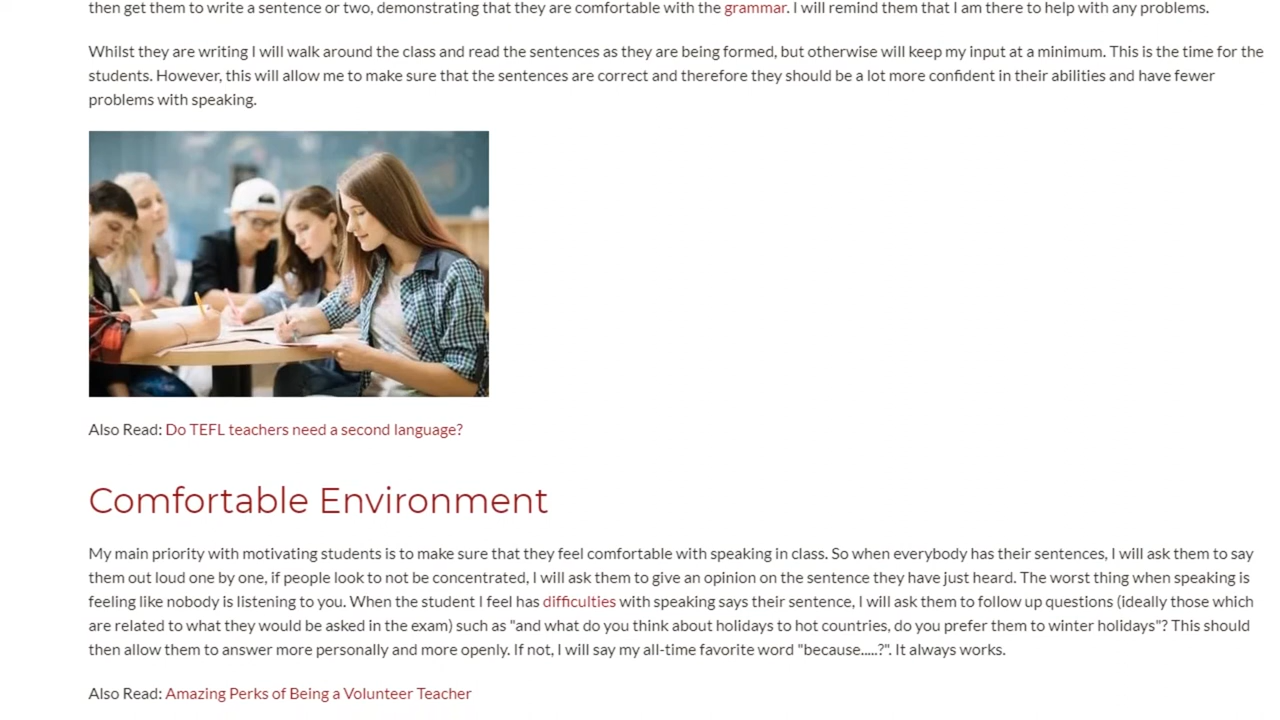 then get them to write a sentence or two, demonstrating that they are comfortable with the grammar. I will remind them that I am there to help with any problems.
Whilst they are writing I will walk around the class and read the sentences as they are being formed, but otherwise will keep my input at a minimum. This is the time for the
students. However, this will allow me to make sure that the sentences are correct and therefore they should be a lot more confident in their abilities and have fewer
problems with speaking.
Also Read: Do TEFL teachers need a second language?
Comfortable Environment
My main priority with motivating students is to make sure that they feel comfortable with speaking in class. So when everybody has their sentences, I will ask them to say
them out loud one by one, if people look to not be concentrated, I will ask them to give an opinion on the sentence they have just heard. The worst thing when speaking is
feeling like nobody is listening to you. When the student I feel has difficulties with speaking says their sentence, I will ask them to follow up questions (ideally those which
are related to what they would be asked in the exam) such as "and what do you think about holidays to hot countries, do you prefer them to winter holidays"? This should
then allow them to answer more personally and more openly. If not, I will say my all-time favorite word "because.....?". It always works.
Also Read: Amazing Perks of Being a Volunteer Teacher